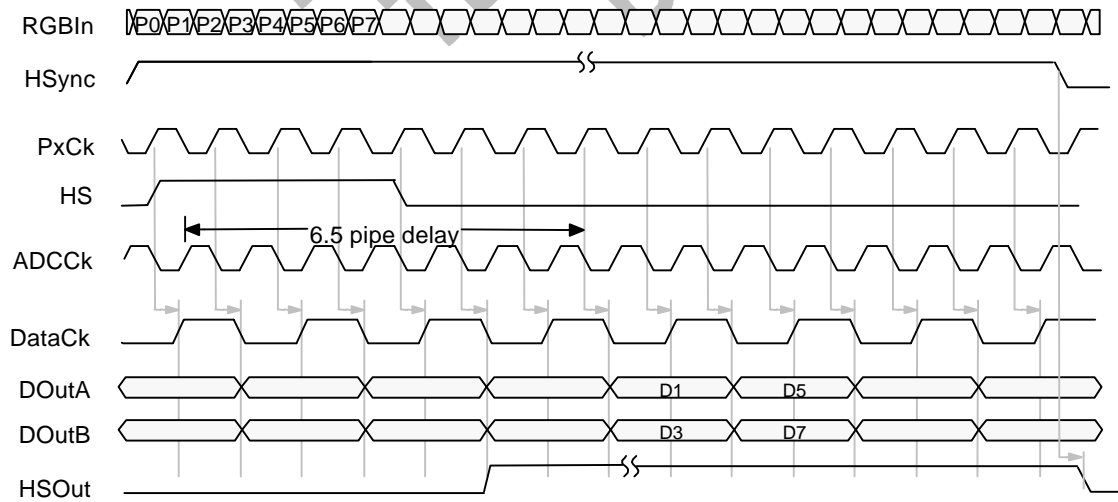 RGBIn
P0 P1 P2 P3 P4 P5 P6 P7
HSync
PxCk
HS
6.5 pipe delay
ADCCk
DataCk
DOutA
D1 D5
DOutB
D3 D7
HSOut